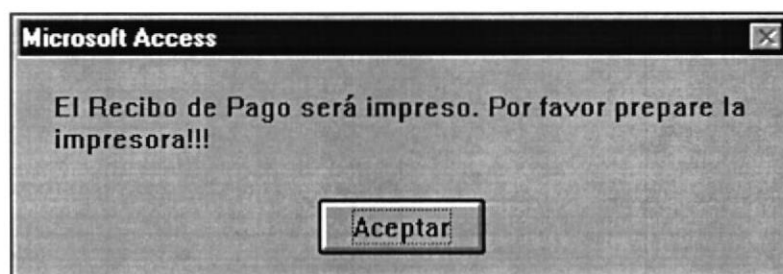 Microsoft Access
El Recibo de Pago será impreso. Por favor prepare la
impresora!!!
Aceptar